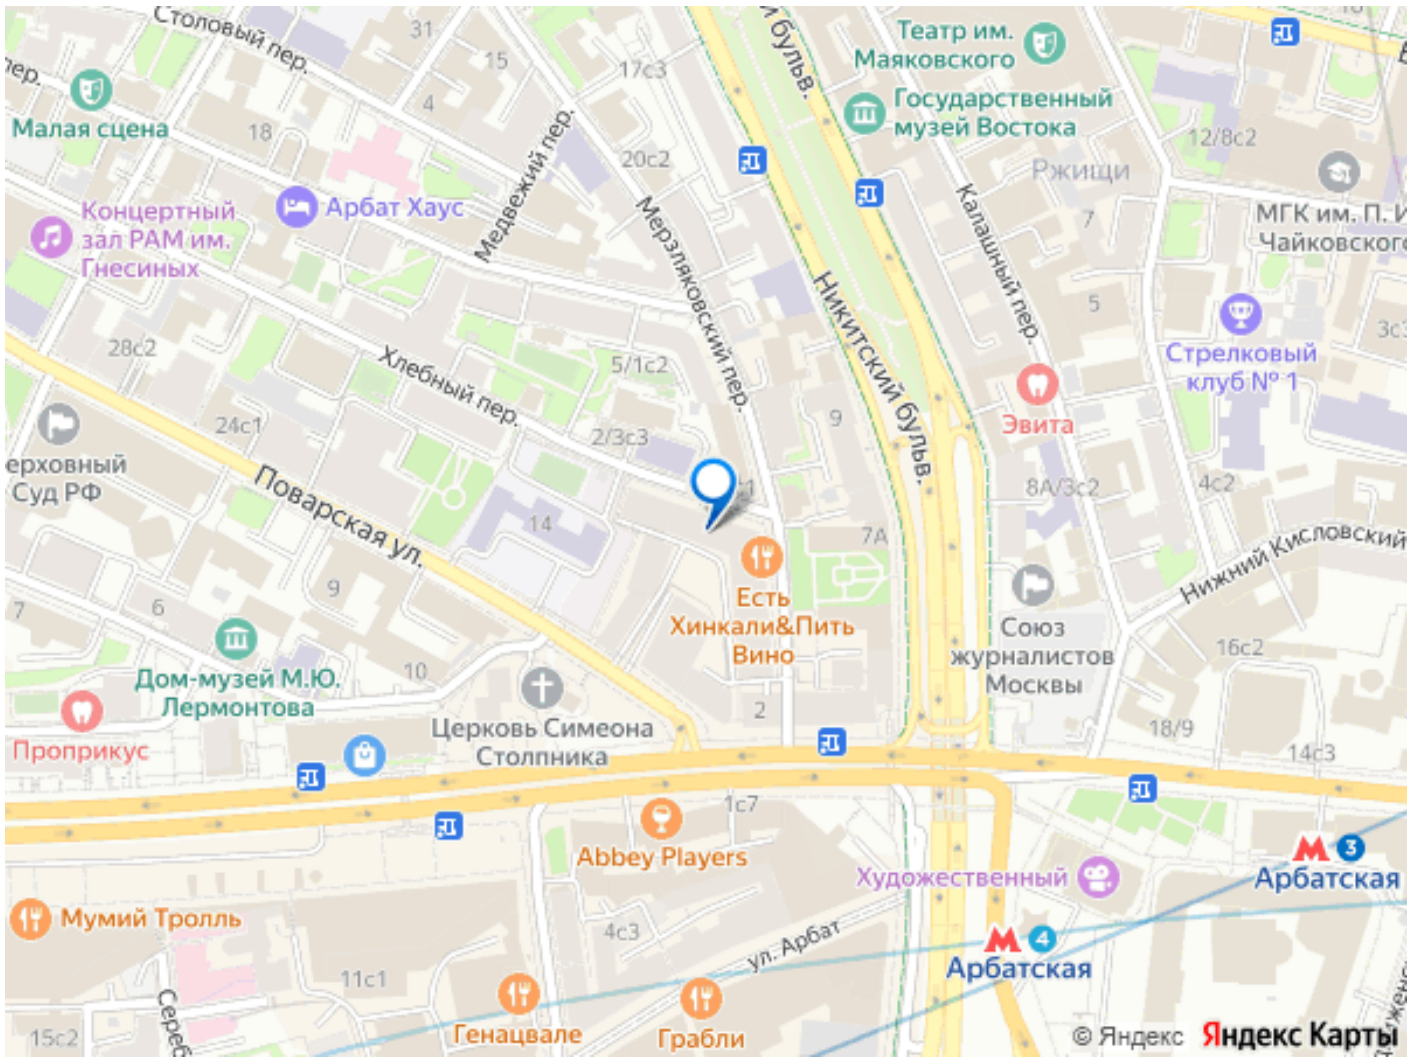 Столовый пер.
31
15
17с3
4
18
20с2
пер.
Малая сцена
Медвежий пер.
Мерзляковский пер.
Театр им.
Маяковского
Государственный
музей Востока
Ржищи
12/8с2
7
МГК им. П. И
Чайковского
Концертный
зал РАМ им.
Гнесиных
Арбат Хаус
Калашный пер.
5
Никитский бульв.
28с2
5/1с2
Хлебный пер.
Стрелковый
клуб № 1
3с3
Эвита
9
24с1
2/3с3
ерховный
Суд РФ
Поварская ул.
14
8А/3с2
4с2
7А
Нижний Кисловский
9
6
7
Есть
Хинкали&Пить
Вино
Союз
журналистов
Москвы
16с2
10
Дом-музей М.Ю.
Лермонтова
Проприкус
Церковь Симеона
Столпника
2
18/9
14с3
1с7
Abbey Players
Художественный
3
Арбатская
4
Арбатская
Мумий Тролль
4с3
ул. Арбат
11с1
Генацвале
Грабли
15с2
Сереб
© Яндекс
Яндекс Карты